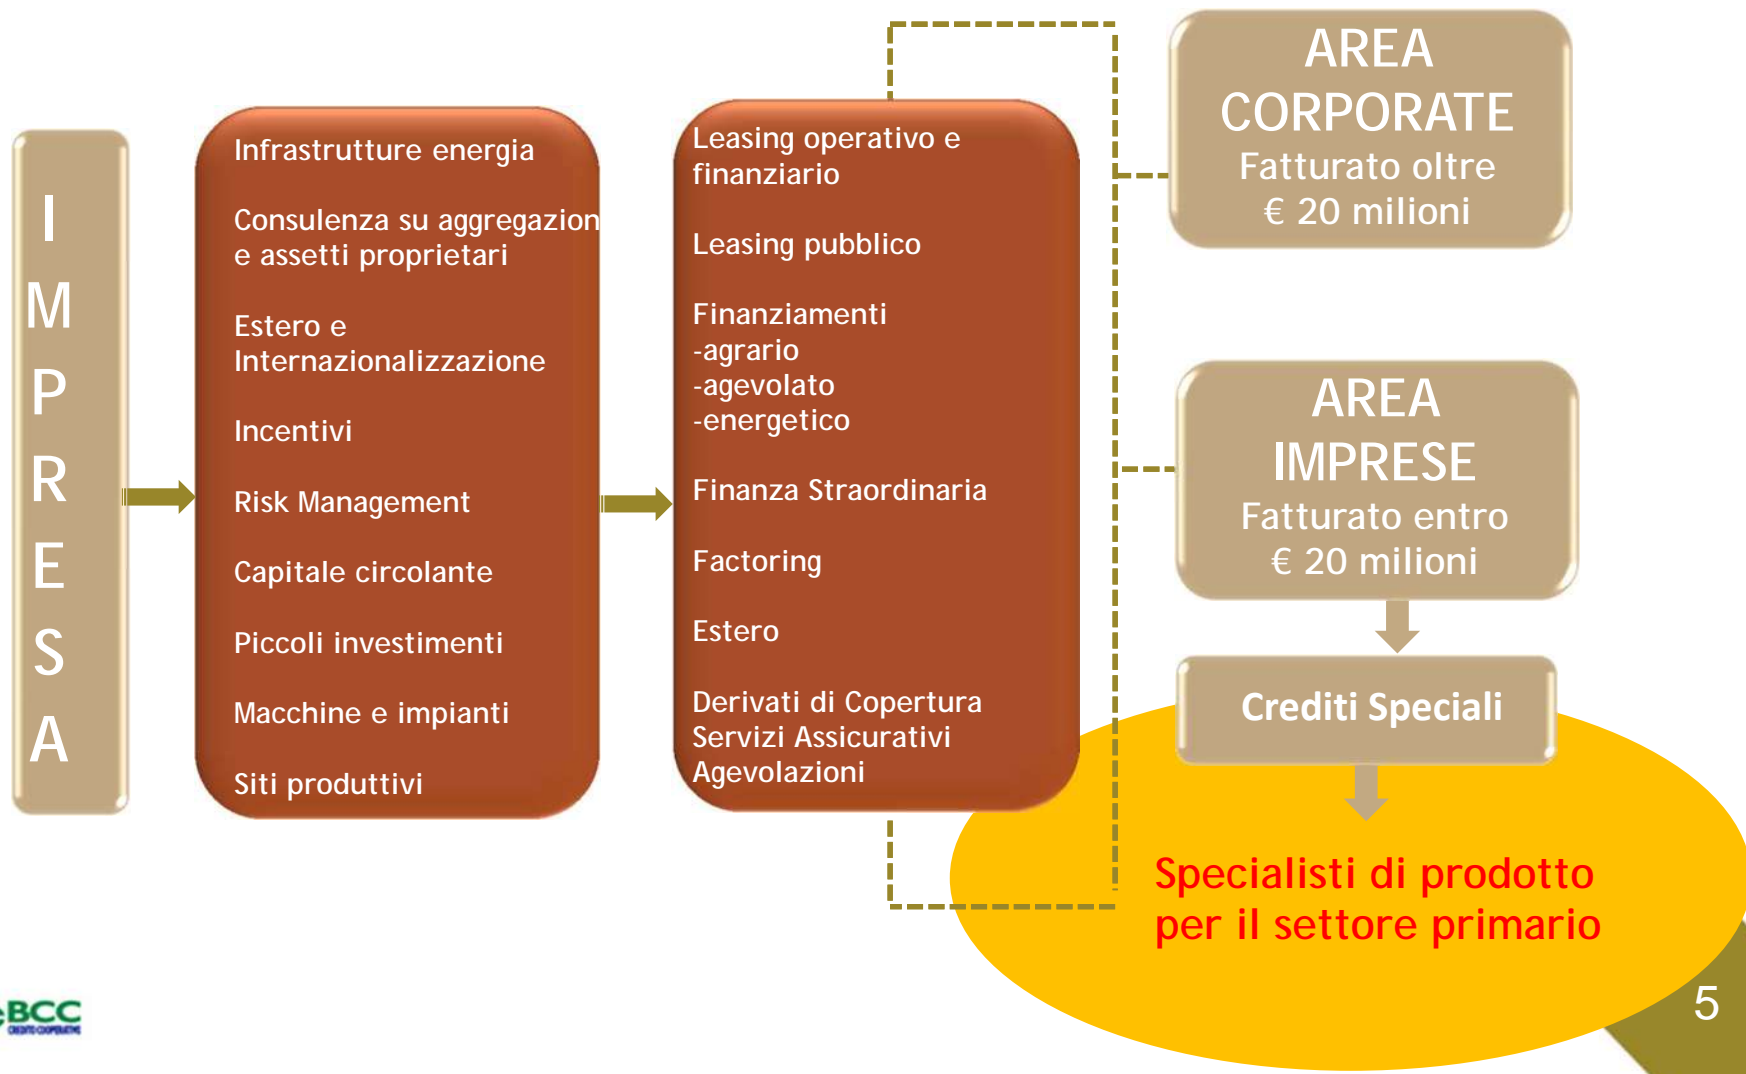 I
M
P
R
E
S
A
Infrastrutture energia
Consulenza su aggregazion
e assetti proprietari
Estero e
Internazionalizzazione
Incentivi
Risk Management
Capitale circolante
Piccoli investimenti
Macchine e impianti
Siti produttivi
Leasing operativo e
finanziario
Leasing pubblico
Finanziamenti
-agrario
-agevolato
-energetico
Finanza Straordinaria
Factoring
Estero
Derivati di Copertura
Servizi Assicurativi
Agevolazioni
AREA
CORPORATE
Fatturato oltre
€ 20 milioni
AREA
IMPRESE
Fatturato entro
€ 20 milioni
Crediti Speciali
Specialisti di prodotto
per il settore primario
BCC
CREDITO COOPERATIVO
5